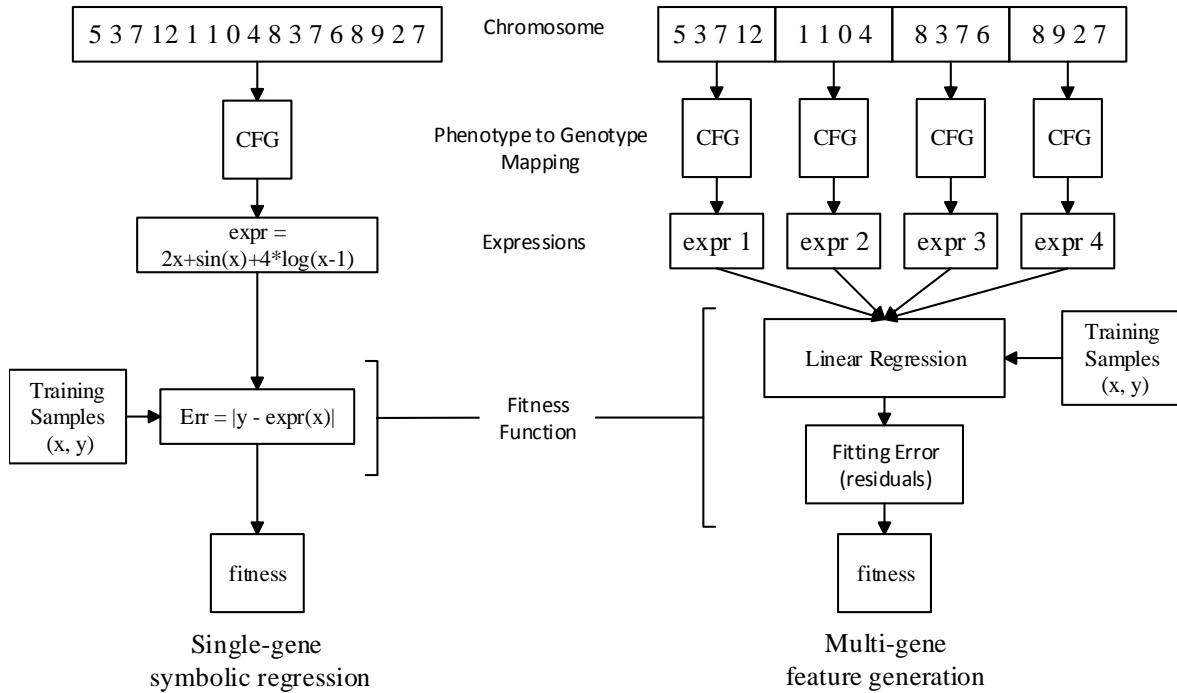 5 3 7 12 1 1 0 4 8 3 7 6 8 9 2 7
Chromosome
5 3 7 12
1 1 0 4
8 3 7 6
8 9 2 7
CFG
Phenotype to Genotype
Mapping
CFG
CFG
CFG
CFG
expr =
2x+sin(x)+4*log(x-1)
Expressions
expr 1
expr 2
expr 3
expr 4
Training
Samples
(x, y)
Err = |y - expr(x)|
Fitness
Function
Linear Regression
Training
Samples
(x, y)
Fitting Error
(residuals)
fitness
fitness
Single-gene
symbolic regression
Multi-gene
feature generation